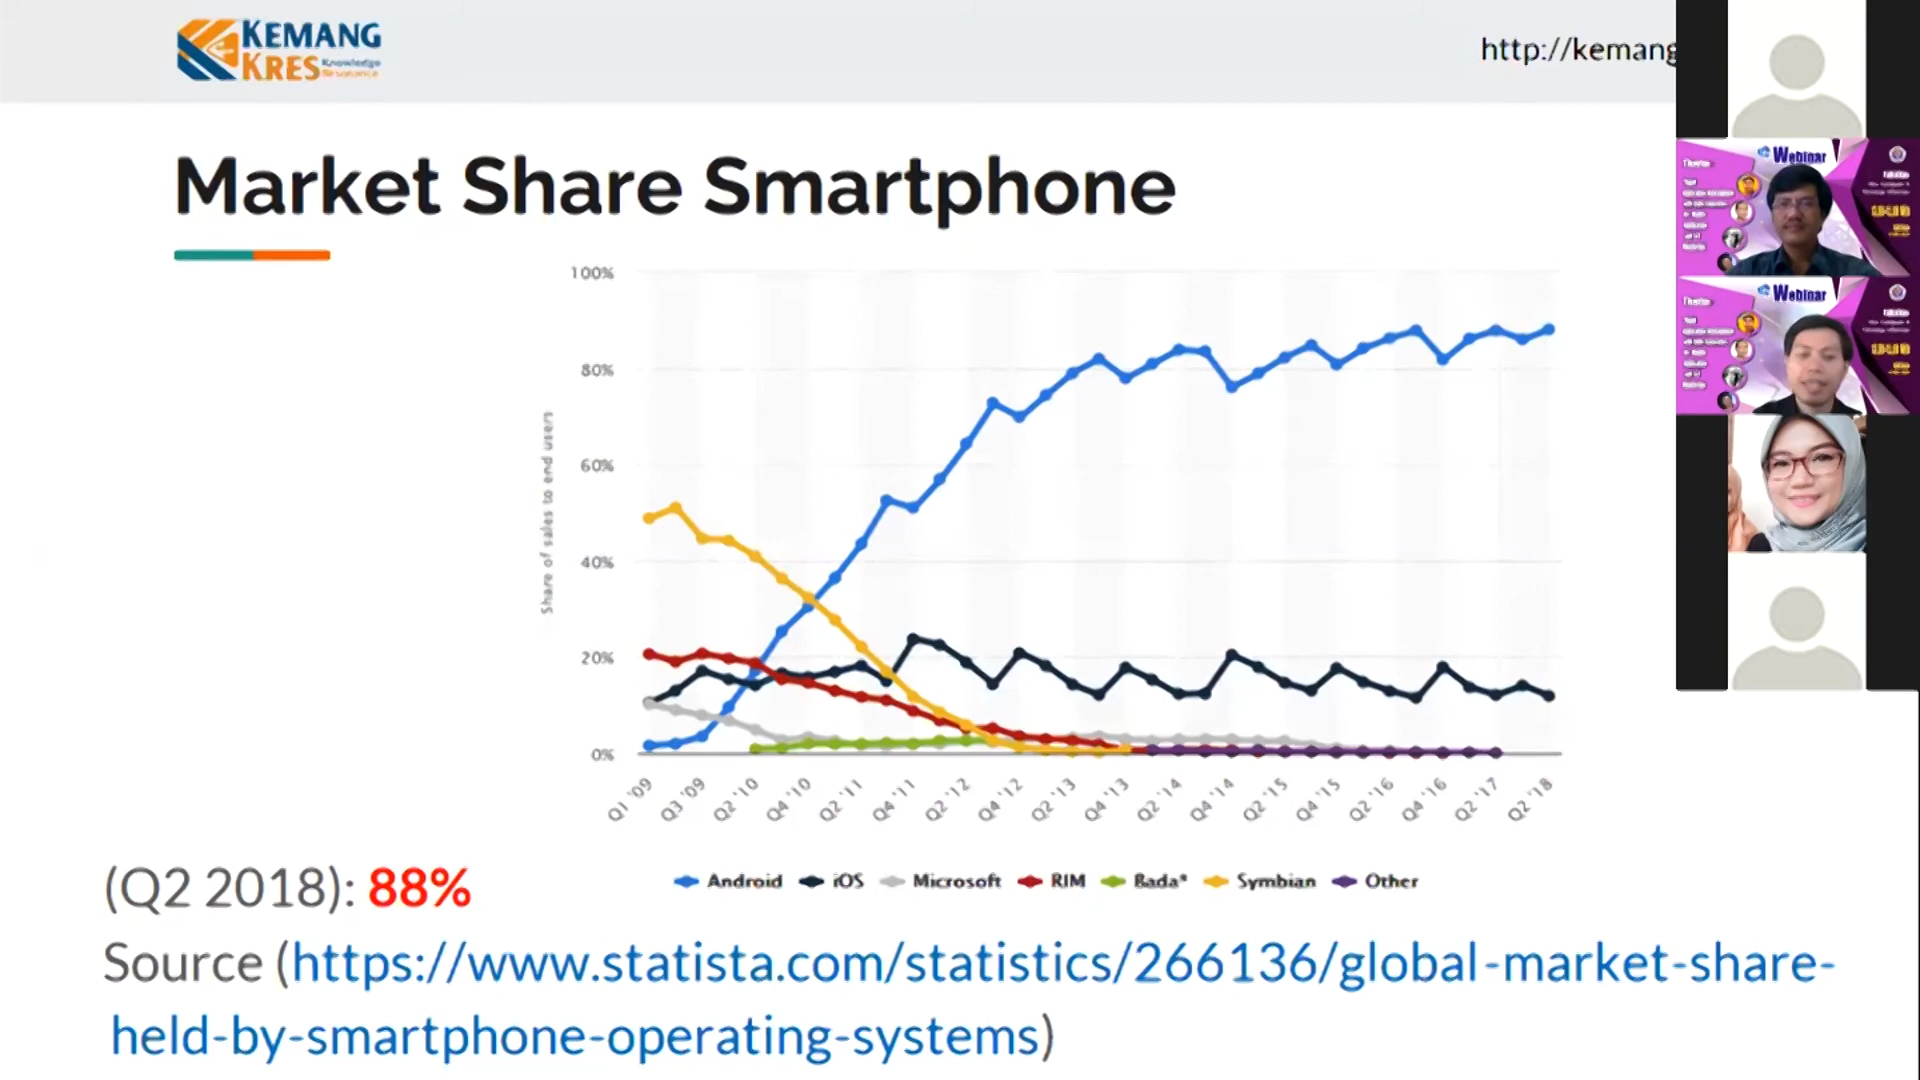 KEMANG
KRES Knowledge
Resonance
http://kemang
Market Share Smartphone
100%
80%
60%
40%
20%
0%
Share of sales to end users
Q1 '09 Q3 '09 Q2 '10 Q4 '10 Q2 '11 Q4 '11 Q2 '12 Q4 '12 Q2 '13 Q4 '13 Q2 '14 Q4 '14 Q2 '15 Q4 '15 Q2 '16 Q4 '16 Q2 '17 Q2 '18
Android iOS Microsoft RIM Bada* Symbian Other
(Q2 2018): 88%
Source (https://www.statista.com/statistics/266136/global-market-share-
held-by-smartphone-operating-systems)
Webinar
Webinar